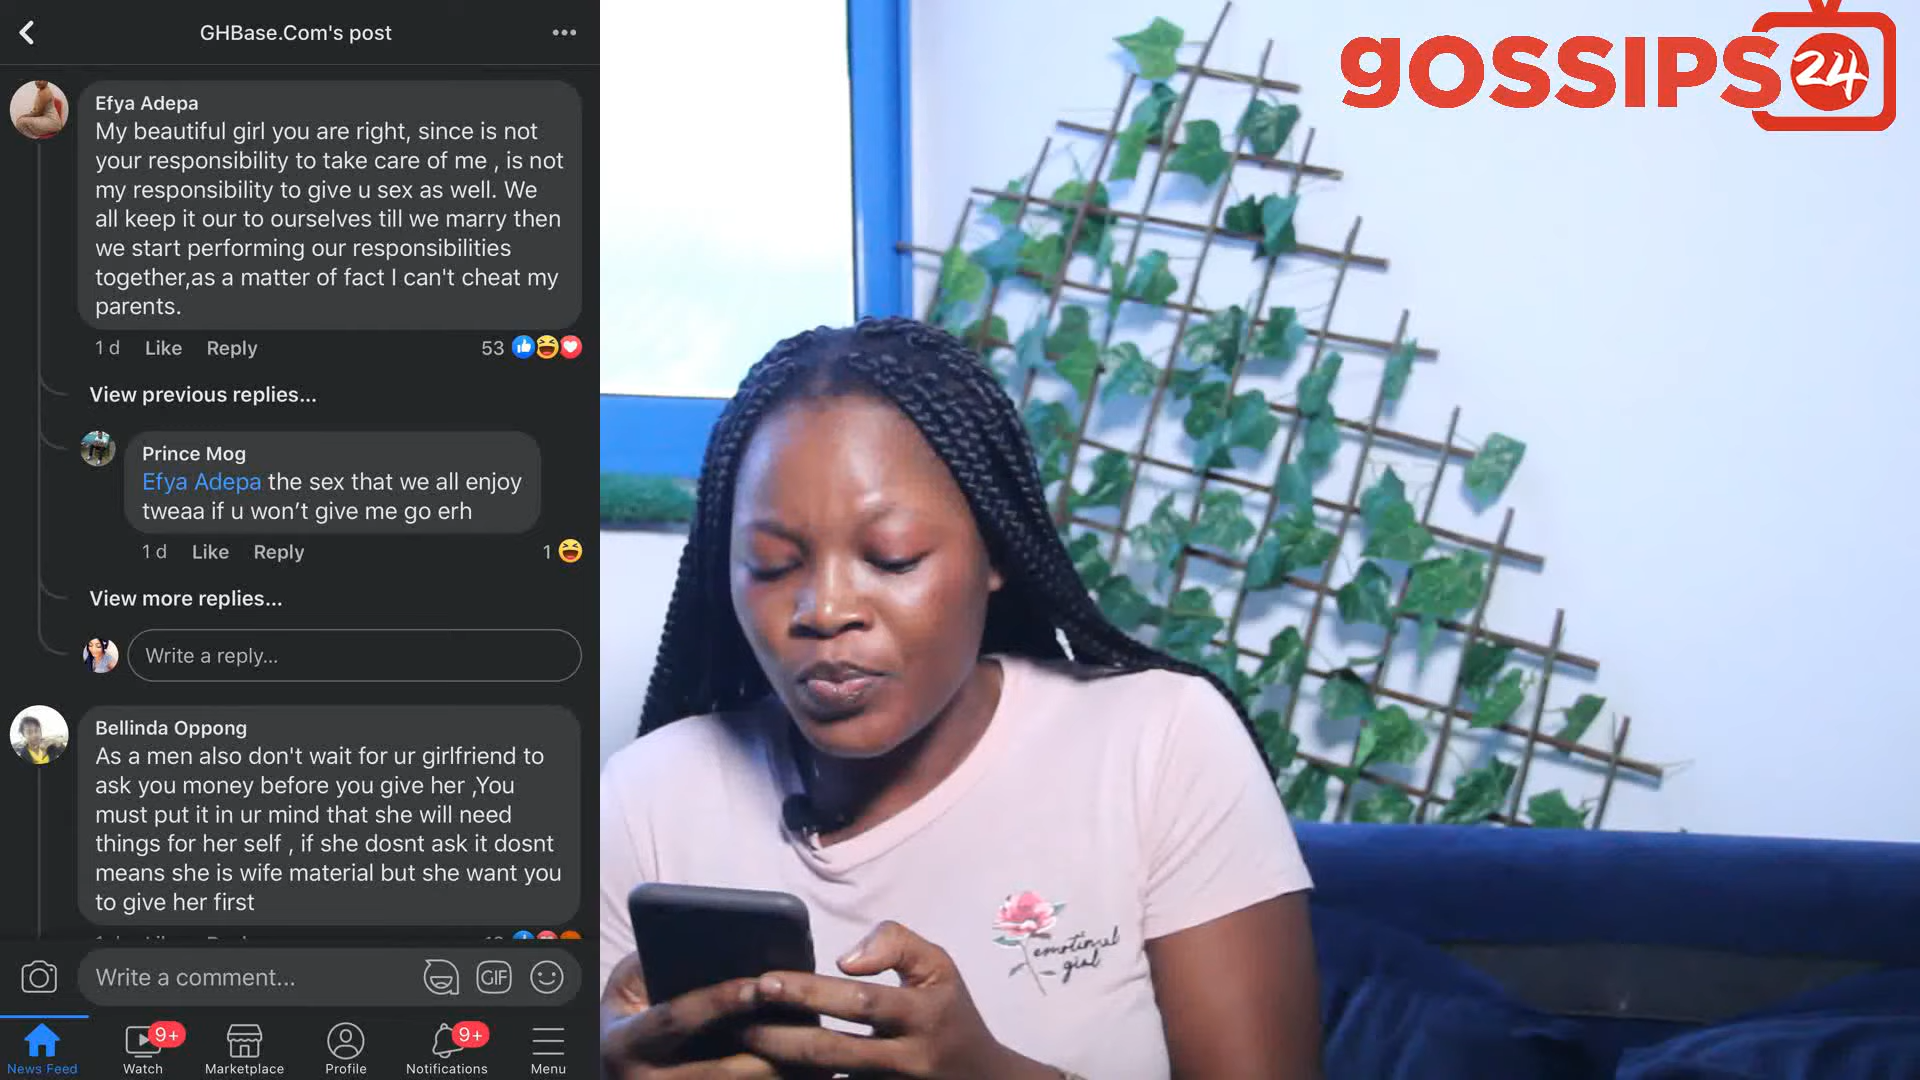 GHBase.Com's post
Efya Adepa
My beautiful girl you are right, since is not
your responsibility to take care of me , is not
my responsibility to give u sex as well. We
all keep it our to ourselves till we marry then
we start performing our responsibilities
together,as a matter of fact I can't cheat my
parents.
1 d Like Reply 53
View previous replies...
Prince Mog
Efya Adepa the sex that we all enjoy
tweaa if u won’t give me go erh
1 d Like Reply 1
View more replies...
Write a reply...
Bellinda Oppong
As a men also don't wait for ur girlfriend to
ask you money before you give her ,You
must put it in ur mind that she will need
things for her self , if she dosnt ask it dosnt
means she is wife material but she want you
to give her first
Write a comment...
GIF
9+
9+
News Feed Watch Marketplace Profile Notifications Menu
gOSSIPS 24
emotional
girl